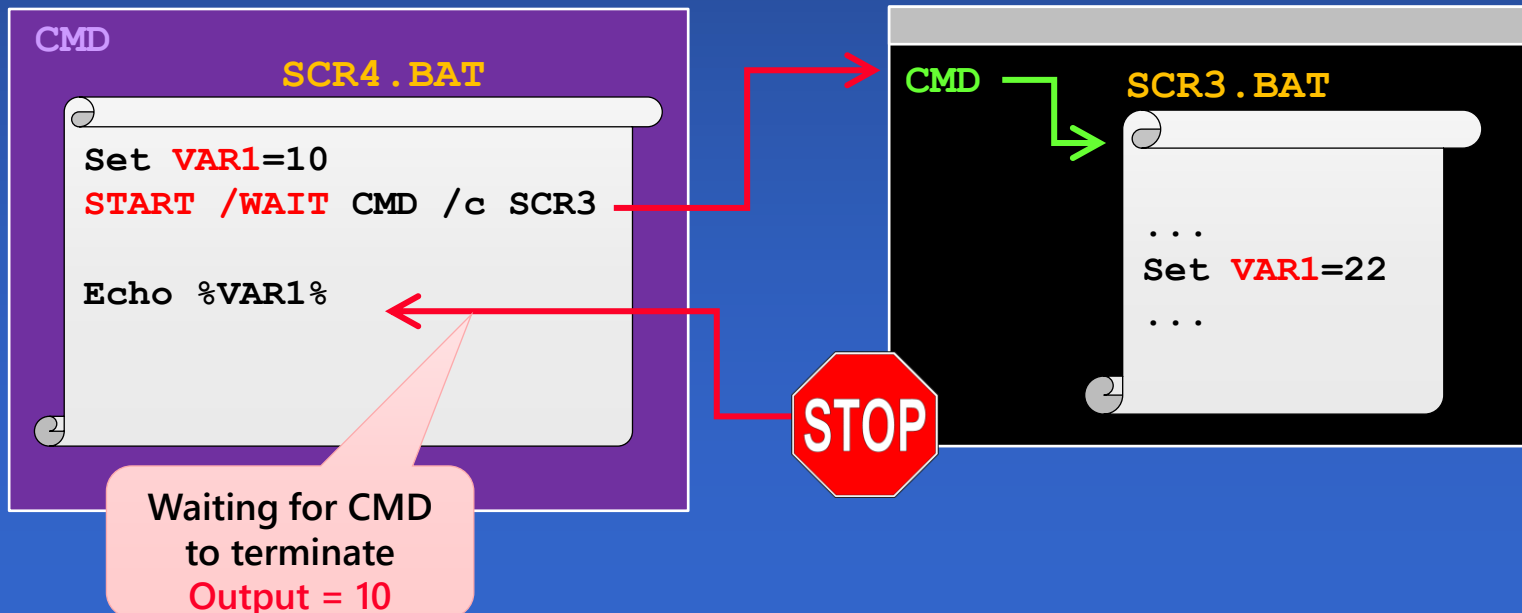 CMD
SCR4.BAT
Set VAR1=10
START /WAIT CMD /c SCR3
Echo %VAR1%
Waiting for CMD
to terminate
Output = 10
STOP
CMD
SCR3.BAT
...
Set VAR1=22
...